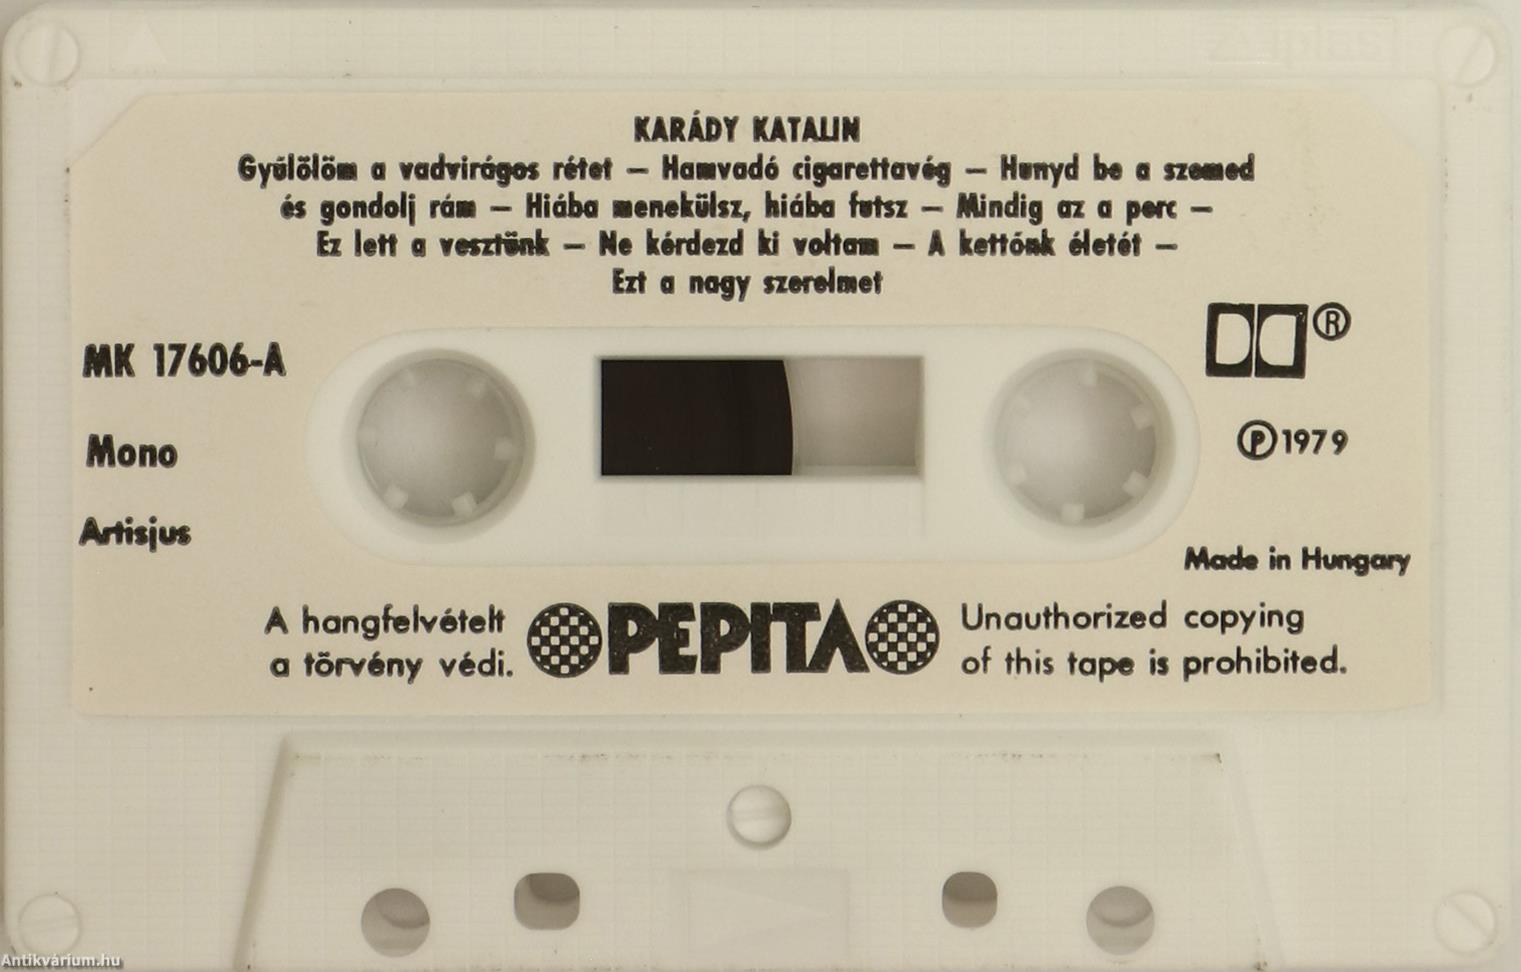 KARÁDY KATALIN
Gyűlölöm a vadvirágos rétet – Hamvadó cigarettavég – Hunyd be a szemed
és gondolj rám – Hiába menekülsz, hiába futsz – Mindig az a perc –
Ez lett a vesztünk – Ne kérdezd ki voltam – A kettőnk életét –
Ezt a nagy szerelmet
MK 17606-A
Mono
Artisjus
®
Ⓟ1979
Made in Hungary
A hangfelvételt
a törvény védi.
PEPITA
Unauthorized copying
of this tape is prohibited.
Antikvárium.hu